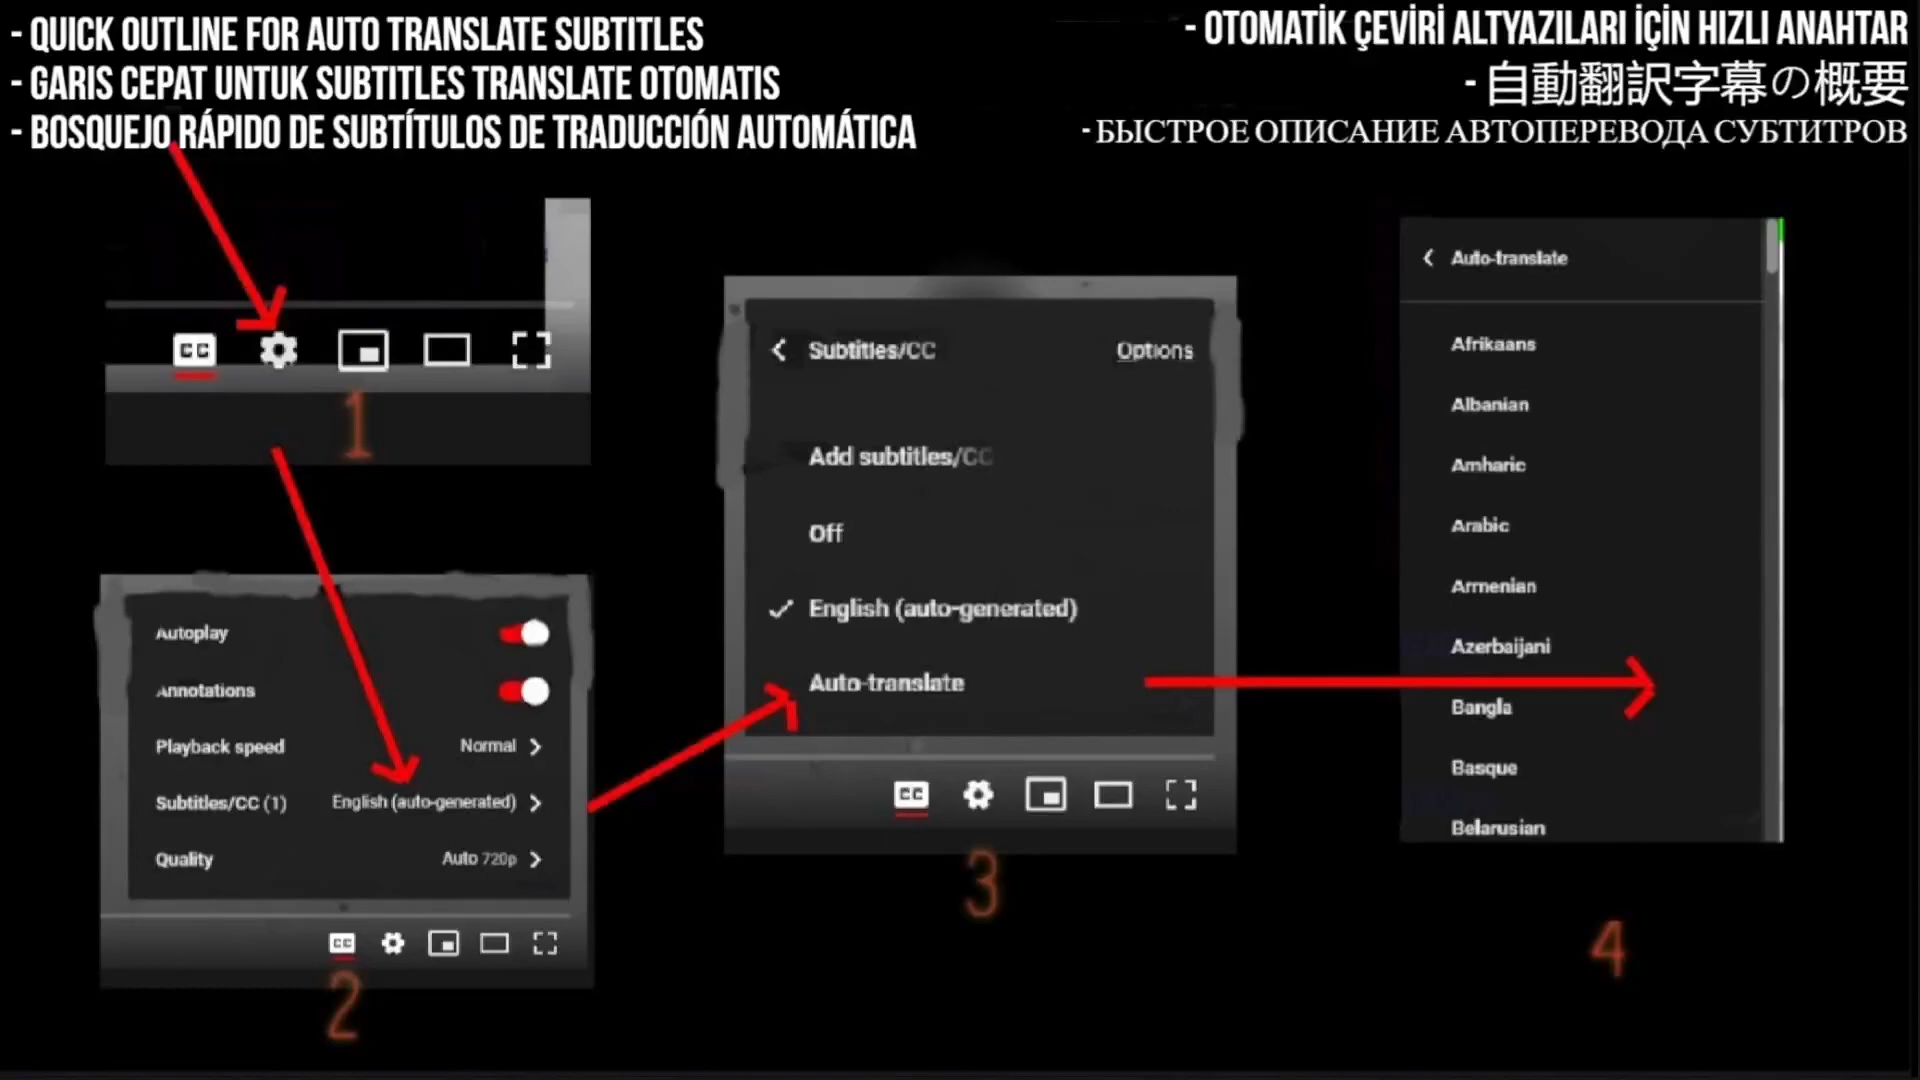 - QUICK OUTLINE FOR AUTO TRANSLATE SUBTITLES
- GARIS CEPAT UNTUK SUBTITLES TRANSLATE OTOMATIS
- BOSQUEJO RÁPIDO DE SUBTÍTULOS DE TRADUCCIÓN AUTOMÁTICA
- OTOMATİK ÇEVİRİ ALTYAZILARI İÇİN HIZLI ANAHTAR
- 自動翻訳字幕の概要
- БЫСТРОЕ ОПИСАНИЕ АВТОПЕРЕВОДА СУБТИТРОВ
CC
1
Autoplay
Annotations
Playback speed Normal
Subtitles/CC (1) English (auto-generated)
Quality Auto 720p
CC
2
Subtitles/CC Options
Add subtitles/CC
Off
English (auto-generated)
Auto-translate
CC
3
Auto-translate
Afrikaans
Albanian
Amharic
Arabic
Armenian
Azerbaijani
Bangla
Basque
Belarusian
4